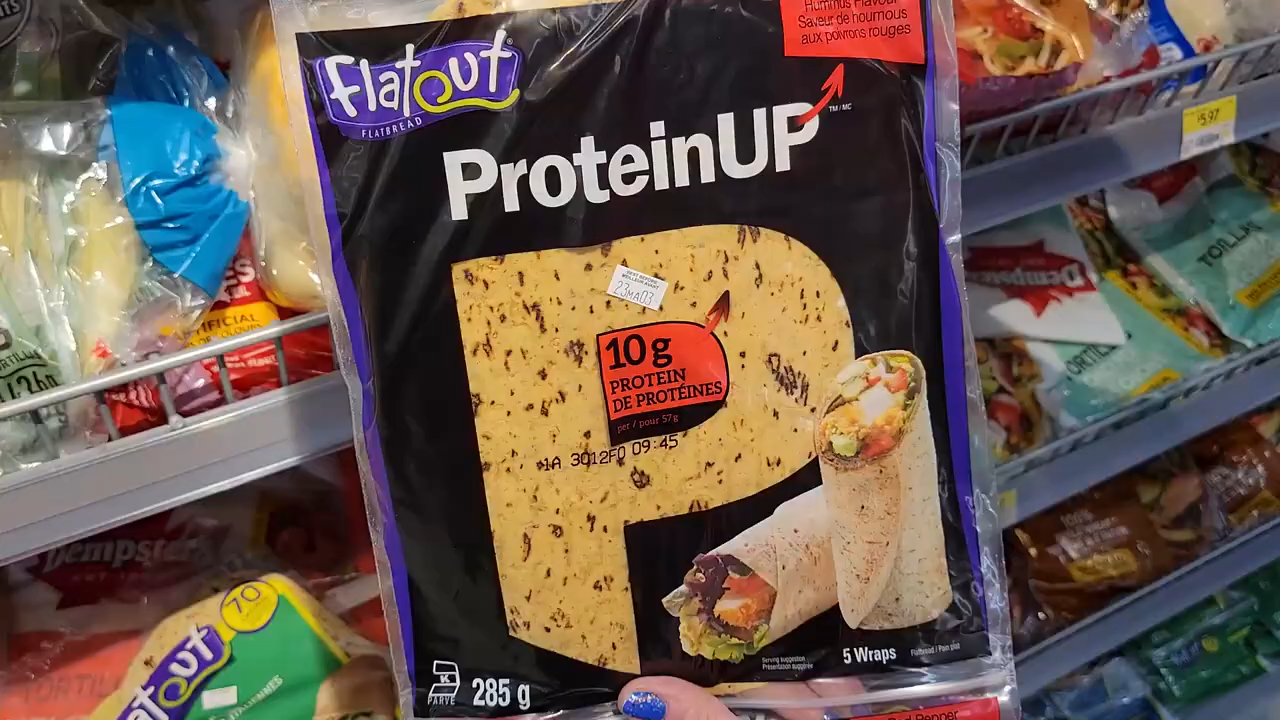 Hummus Flavour
Saveur de houmous
aux poivrons rouges
Flatout®
FLATBREAD
ProteinUP
TM/MC
BEST BEFORE
MEILLEUR AVANT
23MA03
10g
PROTEIN
DE PROTÉINES
per / pour 57g
1A 3012F0 09:45
5 Wraps
Flatbread / Pain plat
Serving suggestion
Présentation suggérée
K
PARVE
285 g
Red Pepper
5.97
Dempster's
TORTILLAS
Dempster's
70